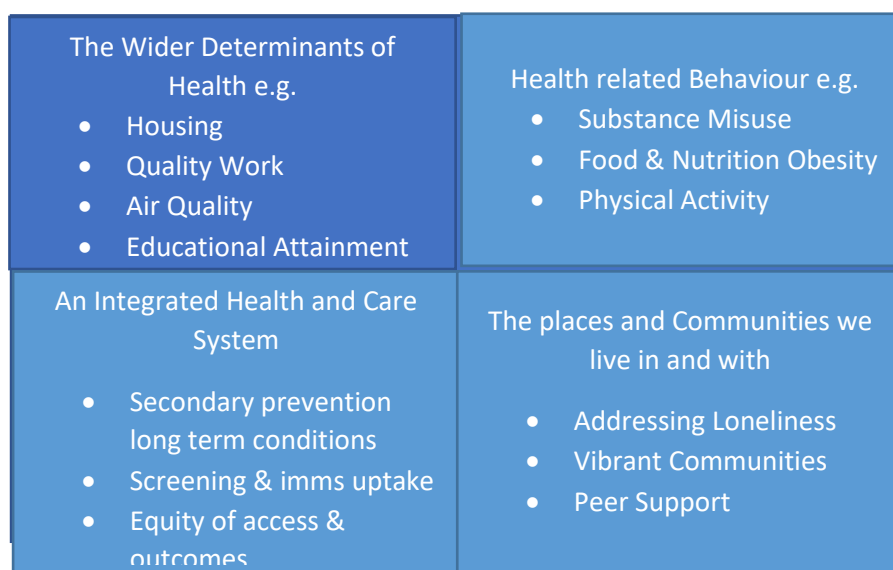 The Wider Determinants of
Health e.g.
• Housing
• Quality Work
• Air Quality
• Educational Attainment
Health related Behaviour e.g.
• Substance Misuse
• Food & Nutrition Obesity
• Physical Activity
An Integrated Health and Care
System
• Secondary prevention
long term conditions
• Screening & imms uptake
• Equity of access &
outcomes
The places and Communities we
live in and with
• Addressing Loneliness
• Vibrant Communities
• Peer Support